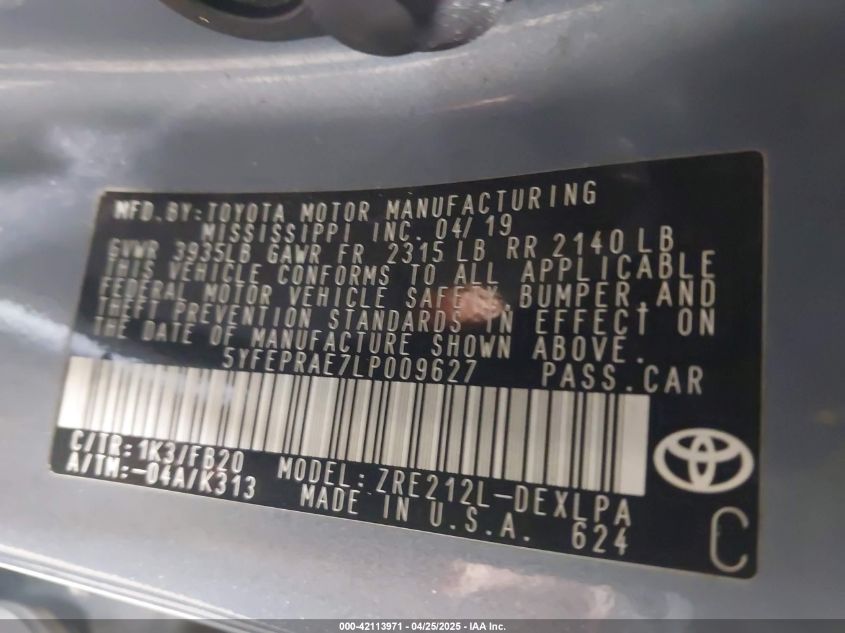 MFD.BY:TOYOTA MOTOR MANUFACTURING
MISSISSIPPI INC. 04/19
GVWR 3935LB GAWR FR 2315 LB RR 2140 LB
THIS VEHICLE CONFORMS TO ALL APPLICABLE
FEDERAL MOTOR VEHICLE SAFETY, BUMPER,AND
THEFT PREVENTION STANDARDS IN EFFECT ON
THE DATE OF MANUFACTURE SHOWN ABOVE.
5YFEPRAE7LP009627 PASS.CAR
C/TR:1K3/FB20
A/TM:-04A/K313
MODEL:ZRE212L-DEXLPA
MADE IN U.S.A. 624
C
000-42113971 - 04/25/2025 - IAA Inc.